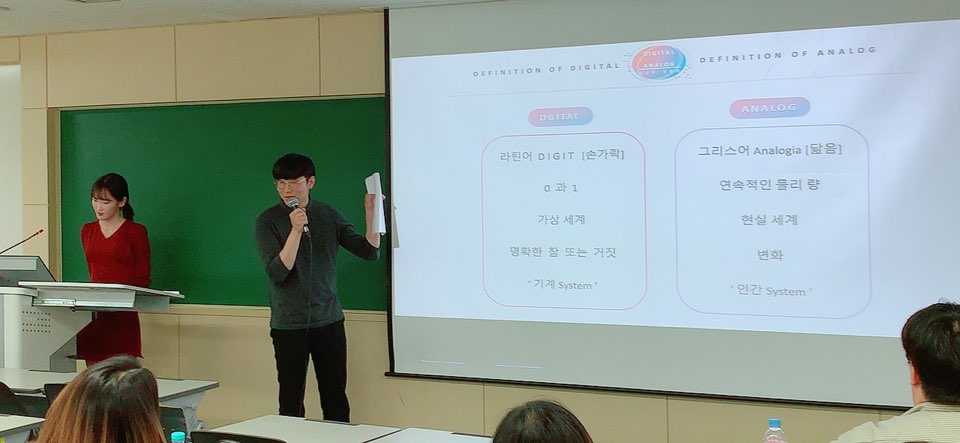 DEFINITION OF DIGITAL
DIGITAL
ANALOG
DEFINITION OF ANALOG
DGITAL
라틴어 DIGIT [손가락]
0 과 1
가상 세계
명확한 참 또는 거짓
‘ 기계 System ’
ANALOG
그리스어 Analogia [닮음]
연속적인 물리 량
현실 세계
변화
“ 인간 System ’